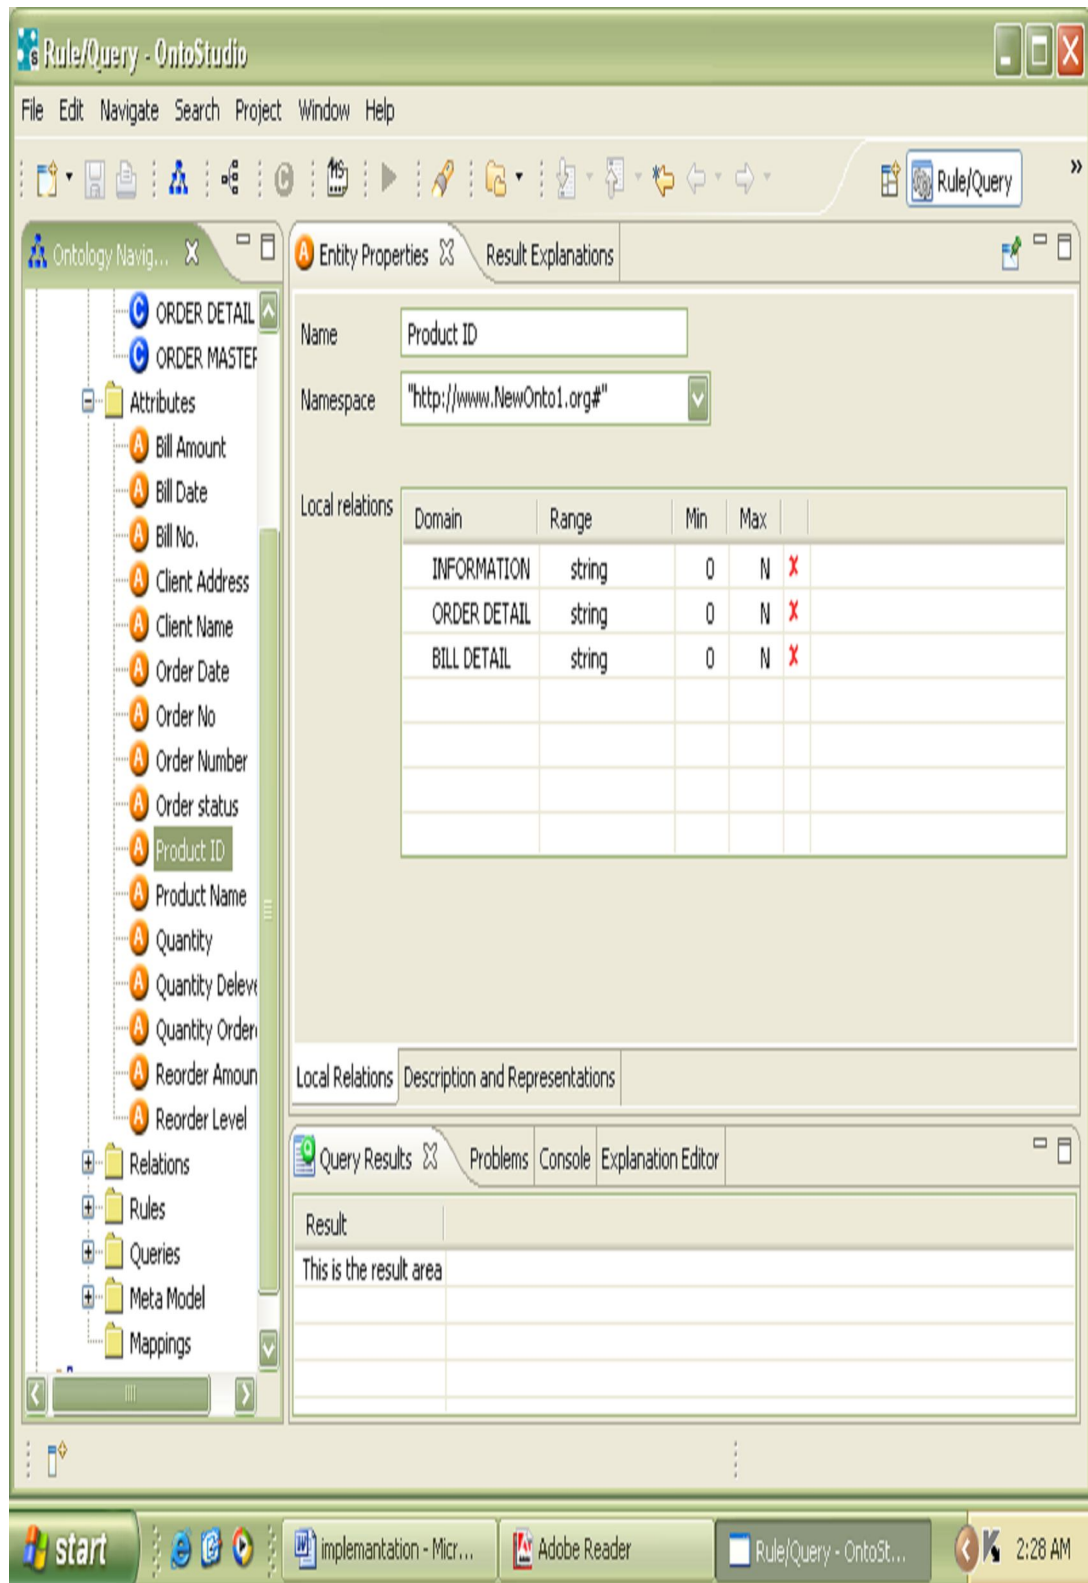 Rule/Query - OntoStudio
File Edit Navigate Search Project Window Help
Rule/Query
Ontology Navig...
ORDER DETAIL
ORDER MASTER
Attributes
Bill Amount
Bill Date
Bill No.
Client Address
Client Name
Order Date
Order No
Order Number
Order status
Product ID
Product Name
Quantity
Quantity Deleve
Quantity Order
Reorder Amoun
Reorder Level
Relations
Rules
Queries
Meta Model
Mappings
Entity Properties Result Explanations
Name Product ID
Namespace "http://www.NewOnto1.org#"
Local relations
Domain Range Min Max
INFORMATION string 0 N
ORDER DETAIL string 0 N
BILL DETAIL string 0 N
Local Relations Description and Representations
Query Results Problems Console Explanation Editor
Result
This is the result area
start implemantation - Micr... Adobe Reader Rule/Query - OntoSt... 2:28 AM